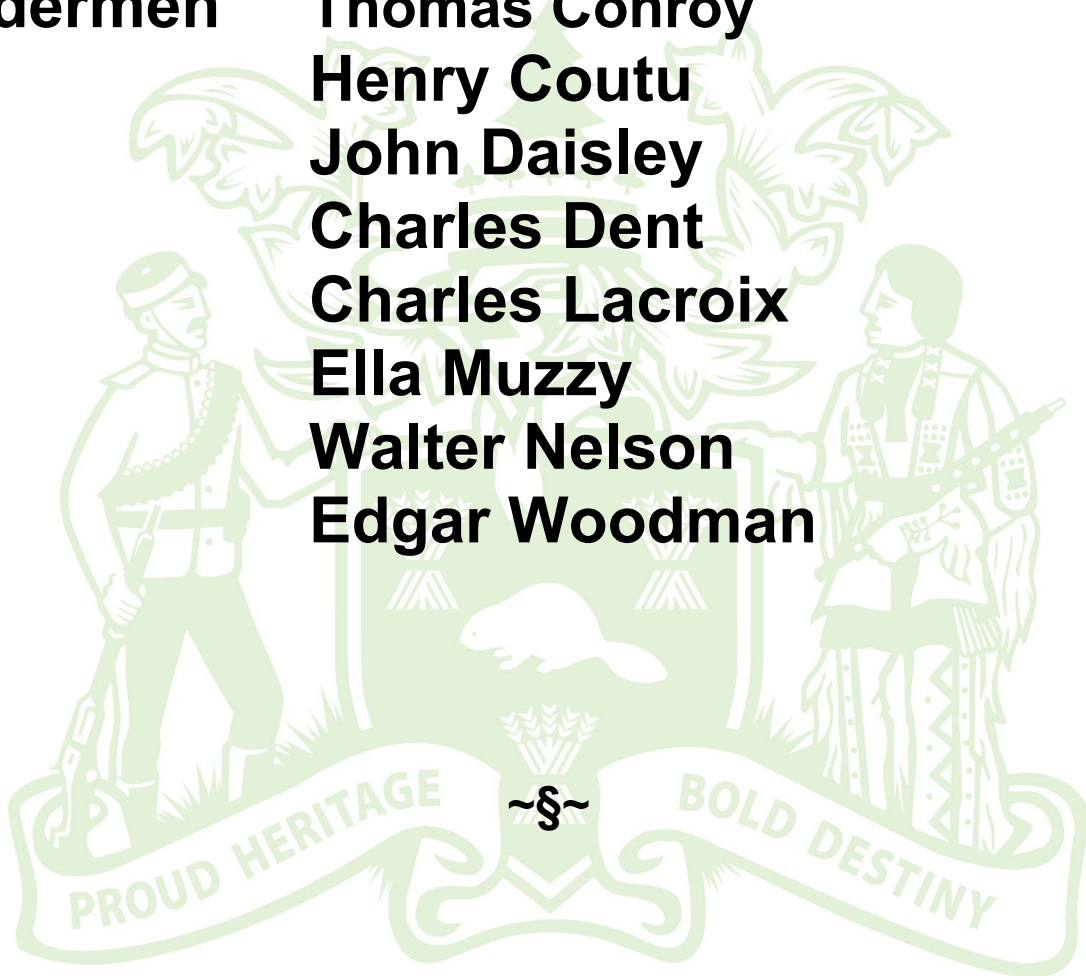 dermen Thomas Conroy
Henry Coutu
John Daisley
Charles Dent
Charles Lacroix
Ella Muzzy
Walter Nelson
Edgar Woodman
~§~
PROUD HERITAGE BOLD DESTINY